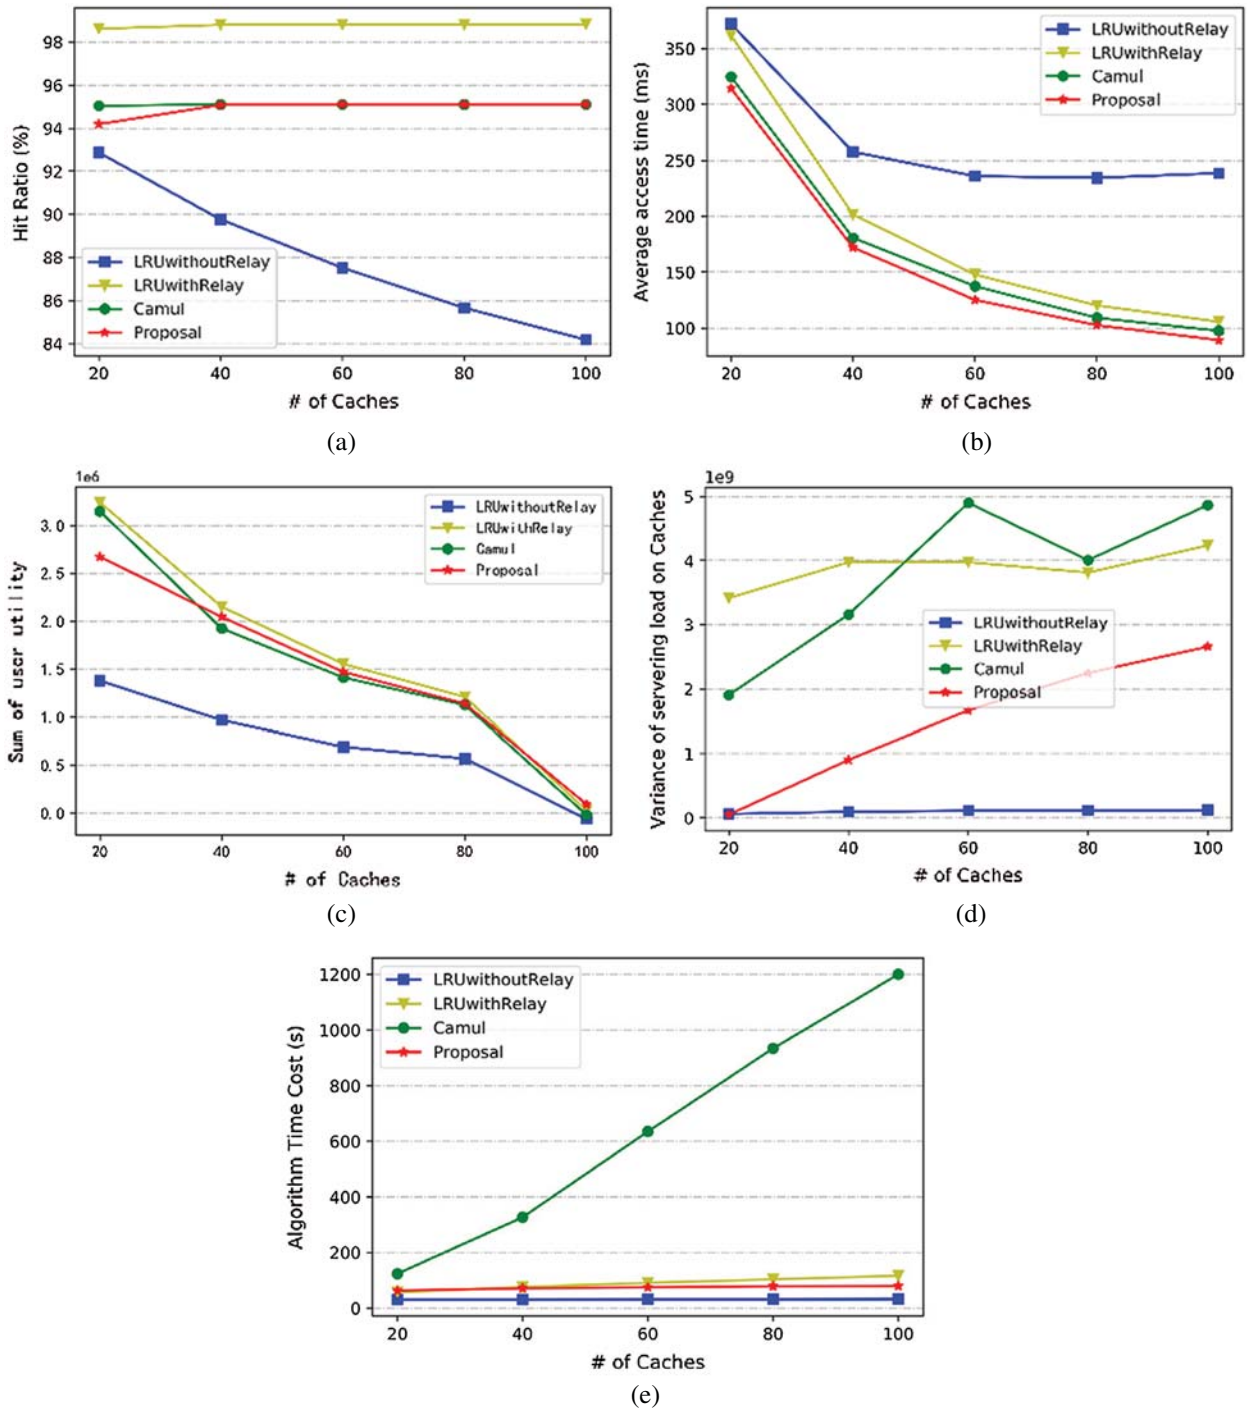 98
96
94
92
90
88
86
84
Hit Ratio (%)
LRUwithoutRelay
LRUwithRelay
Camul
Proposal
20 40 60 80 100
# of Caches
(a)
350
300
250
200
150
100
Average access time (ms)
LRUwithoutRelay
LRUwithRelay
Camul
Proposal
20 40 60 80 100
# of Caches
(b)
1e6
3.0
2.5
2.0
1.5
1.0
0.5
0.0
Sum of user utility
LRUwithoutRelay
LRUwithRelay
Camul
Proposal
20 40 60 80 100
# of Caches
(c)
1e9
5
4
3
2
1
0
Variance of servering load on Caches
LRUwithoutRelay
LRUwithRelay
Camul
Proposal
20 40 60 80 100
# of Caches
(d)
1200
1000
800
600
400
200
0
Algorithm Time Cost (s)
LRUwithoutRelay
LRUwithRelay
Camul
Proposal
20 40 60 80 100
# of Caches
(e)